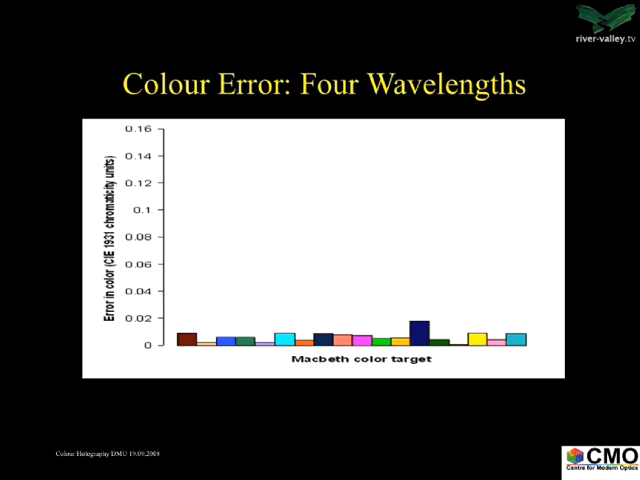 river-valley.tv
Colour Error: Four Wavelengths
0.16
0.14
0.12
0.1
0.08
0.06
0.04
0.02
0
Error in color (CIE 1931 chromaticity units)
Macbeth color target
Colour Holography DMU 19.09.2008
CMO
Centre for Modern Optics